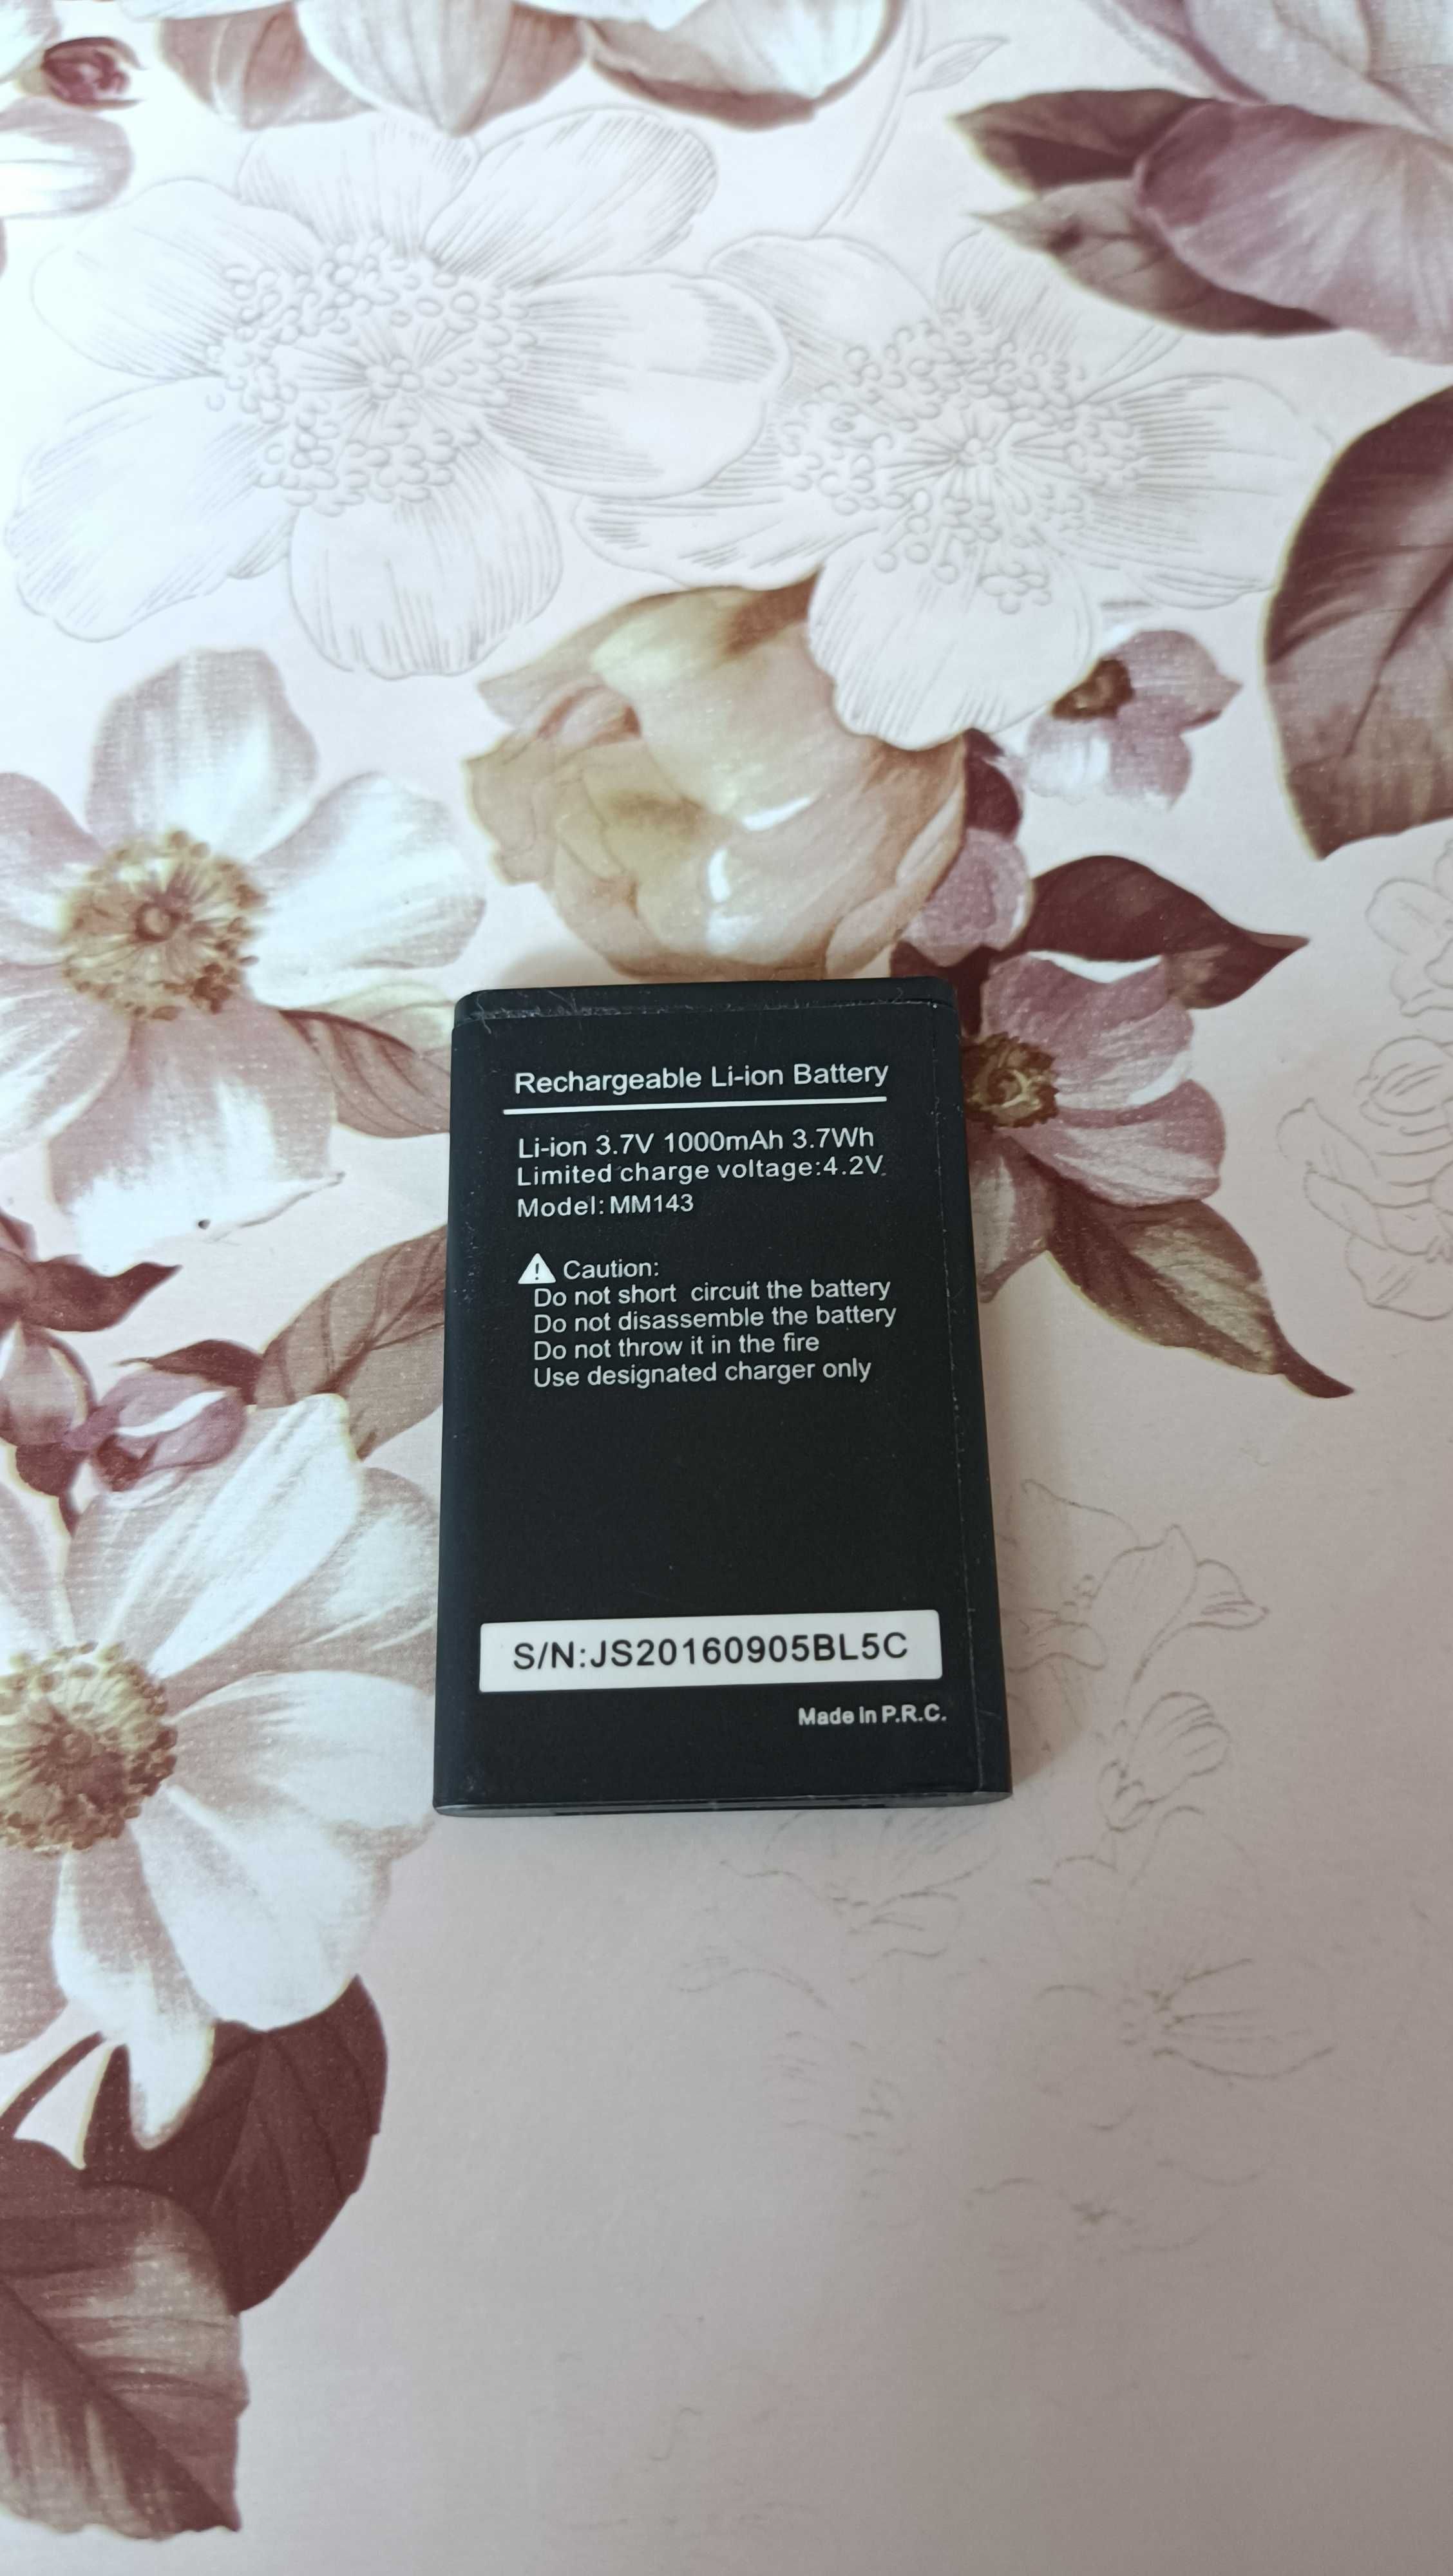 Rechargeable Li-ion Battery
Li-ion 3.7V 1000mAh 3.7Wh
Limited charge voltage:4.2V
Model:MM143
Caution:
Do not short circuit the battery
Do not disassemble the battery
Do not throw it in the fire
Use designated charger only
S/N:JS20160905BL5C
Made in P.R.C.